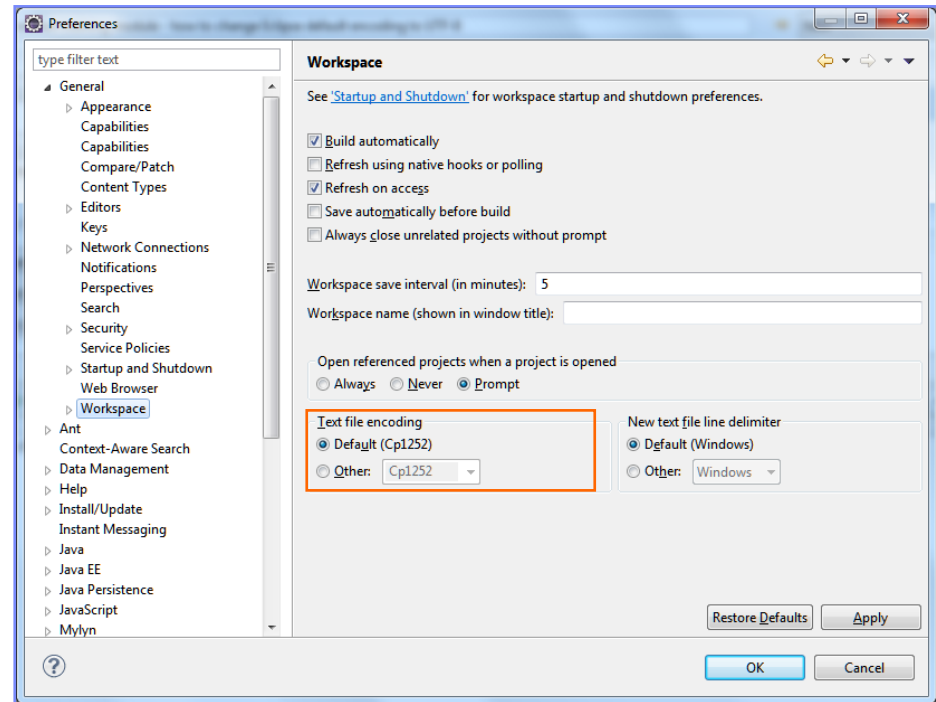 Preferences
type filter text
General
Appearance
Capabilities
Capabilities
Compare/Patch
Content Types
Editors
Keys
Network Connections
Notifications
Perspectives
Search
Security
Service Policies
Startup and Shutdown
Web Browser
Workspace
Ant
Context-Aware Search
Data Management
Help
Install/Update
Instant Messaging
Java
Java EE
Java Persistence
JavaScript
Mylyn
Workspace
See 'Startup and Shutdown' for workspace startup and shutdown preferences.
Build automatically
Refresh using native hooks or polling
Refresh on access
Save automatically before build
Always close unrelated projects without prompt
Workspace save interval (in minutes): 5
Workspace name (shown in window title):
Open referenced projects when a project is opened
Always Never Prompt
Text file encoding
Default (Cp1252)
Other: Cp1252
New text file line delimiter
Default (Windows)
Other: Windows
Restore Defaults Apply
? OK Cancel